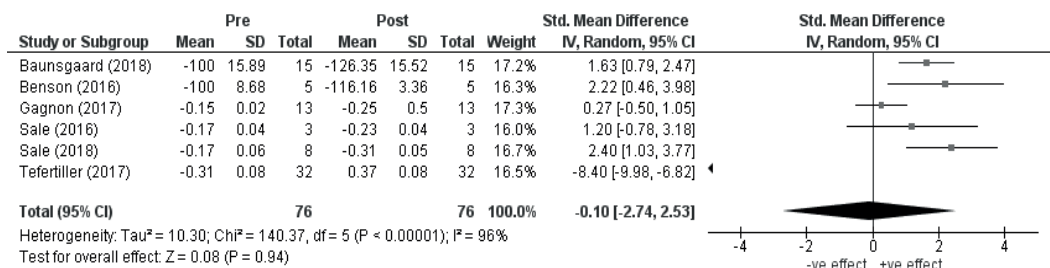 Pre Post Std. Mean Difference Std. Mean Difference
Study or Subgroup Mean SD Total Mean SD Total Weight IV, Random, 95% CI IV, Random, 95% CI
Baunsgaard (2018) -100 15.89 15 -126.35 15.52 15 17.2% 1.63 [0.79, 2.47]
Benson (2016) -100 8.68 5 -116.16 3.36 5 16.3% 2.22 [0.46, 3.98]
Gagnon (2017) -0.15 0.02 13 -0.25 0.5 13 17.3% 0.27 [-0.50, 1.05]
Sale (2016) -0.17 0.04 3 -0.23 0.04 3 16.0% 1.20 [-0.78, 3.18]
Sale (2018) -0.17 0.06 8 -0.31 0.05 8 16.7% 2.40 [1.03, 3.77]
Tefertiller (2017) -0.31 0.08 32 0.37 0.08 32 16.5% -8.40 [-9.98, -6.82]
Total (95% CI) 76 76 100.0% -0.10 [-2.74, 2.53]
Heterogeneity: Tau² = 10.30; Chi² = 140.37, df = 5 (P < 0.00001); I² = 96%
Test for overall effect: Z = 0.08 (P = 0.94)
-4 -2 0 2 4
-ve effect +ve effect